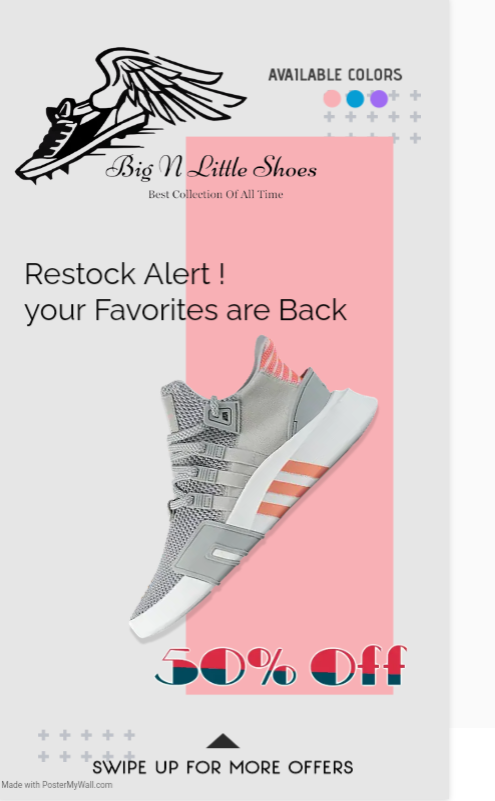 AVAILABLE COLORS
Big N Little Shoes
Best Collection Of All Time
Restock Alert !
your Favorites are Back
50% Off
SWIPE UP FOR MORE OFFERS
Made with PosterMyWall.com